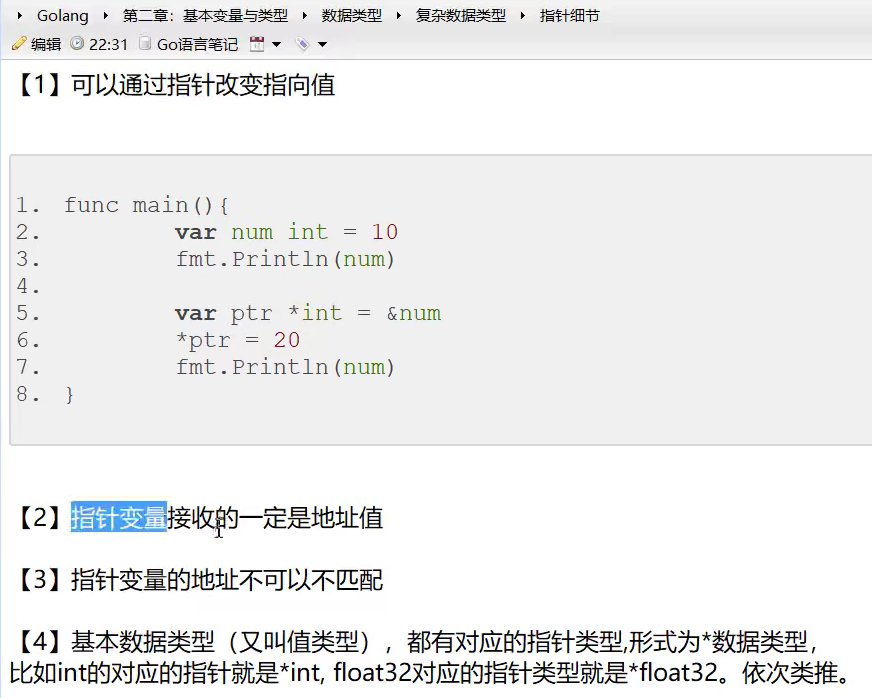 Golang 第二章：基本变量与类型 数据类型 复杂数据类型 指针细节
编辑 22:31 Go语言笔记
【1】可以通过指针改变指向值
1. func main(){
2. var num int = 10
3. fmt.Println(num)
4.
5. var ptr *int = &num
6. *ptr = 20
7. fmt.Println(num)
8. }
【2】指针变量接收的一定是地址值
【3】指针变量的地址不可以不匹配
【4】基本数据类型（又叫值类型），都有对应的指针类型,形式为*数据类型，
比如int的对应的指针就是*int, float32对应的指针类型就是*float32。依次类推。